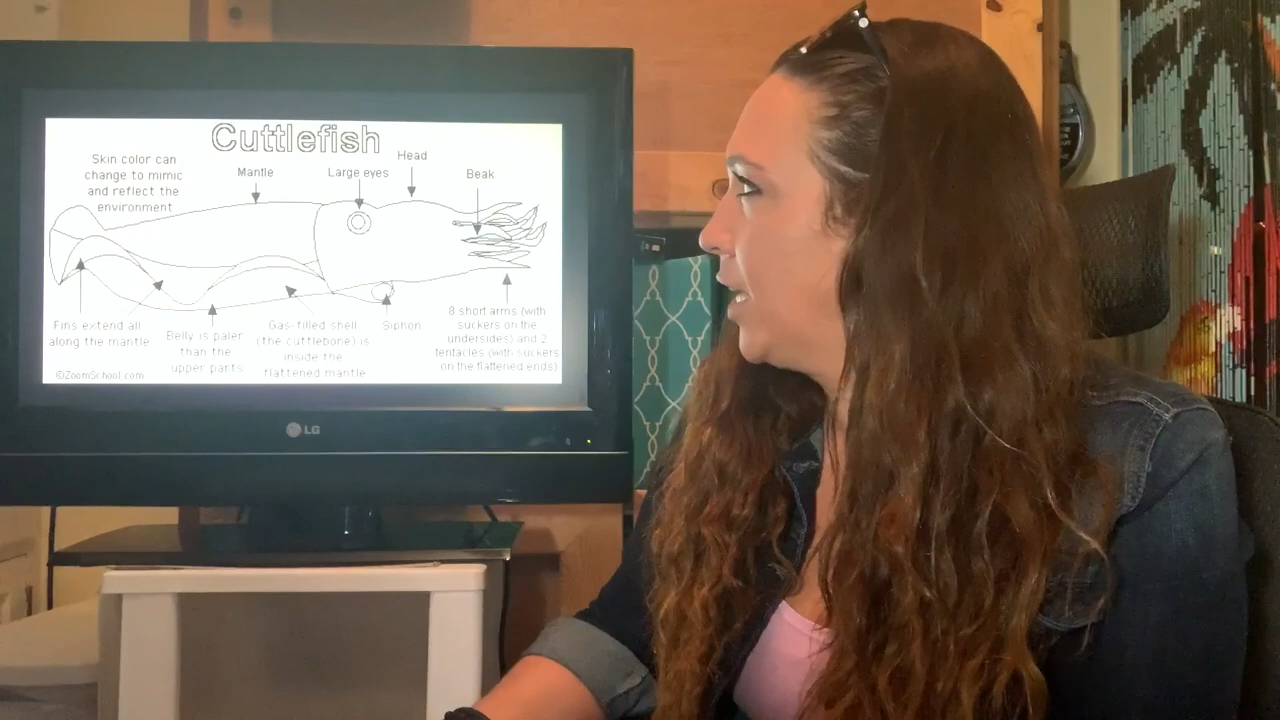 Cuttlefish
Skin color can
change to mimic
and reflect the
environment
Mantle
Large eyes
Head
Beak
Fins extend all
along the mantle
Belly is paler
than the
upper parts
Gas-filled shell
(the cuttlebone) is
inside the
flattened mantle
Siphon
8 short arms (with
suckers on the
undersides) and 2
tentacles (with suckers
on the flattened ends)
©ZoomSchool.com
LG